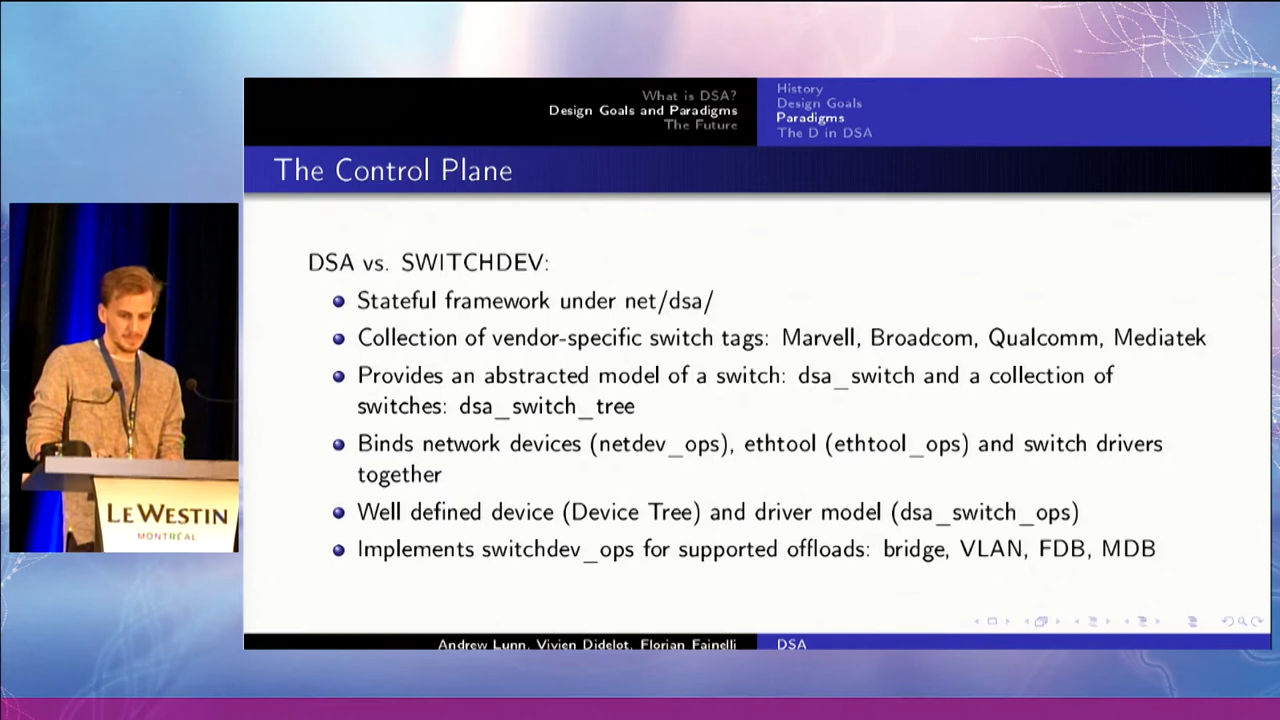 What is DSA?
Design Goals and Paradigms
The Future
History
Design Goals
Paradigms
The D in DSA
The Control Plane
DSA vs. SWITCHDEV:
Stateful framework under net/dsa/
Collection of vendor-specific switch tags: Marvell, Broadcom, Qualcomm, Mediatek
Provides an abstracted model of a switch: dsa_switch and a collection of
switches: dsa_switch_tree
Binds network devices (netdev_ops), ethtool (ethtool_ops) and switch drivers
together
Well defined device (Device Tree) and driver model (dsa_switch_ops)
Implements switchdev_ops for supported offloads: bridge, VLAN, FDB, MDB
Andrew Lunn, Vivien Didelot, Florian Fainelli
DSA
LE WESTIN
MONTRÉAL